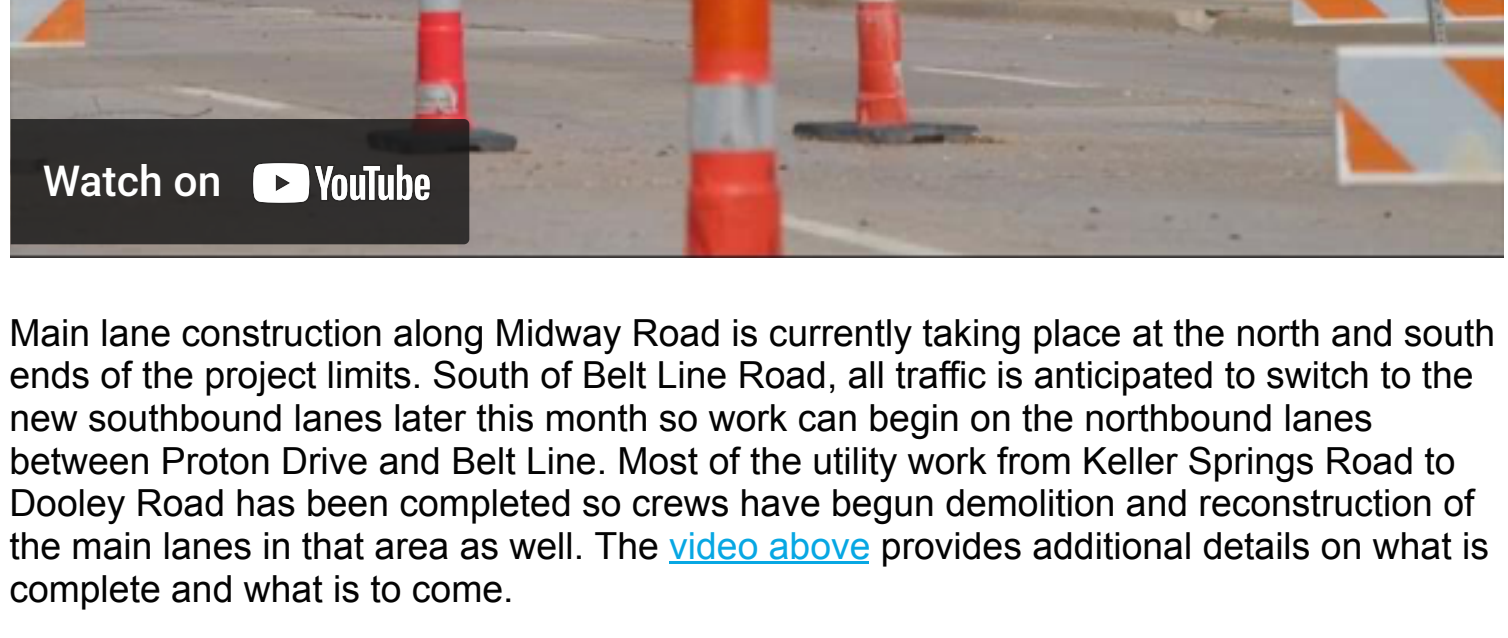 Watch on YouTube
Main lane construction along Midway Road is currently taking place at the north and south
ends of the project limits. South of Belt Line Road, all traffic is anticipated to switch to the
new southbound lanes later this month so work can begin on the northbound lanes
between Proton Drive and Belt Line. Most of the utility work from Keller Springs Road to
Dooley Road has been completed so crews have begun demolition and reconstruction of
the main lanes in that area as well. The video above provides additional details on what is
complete and what is to come.